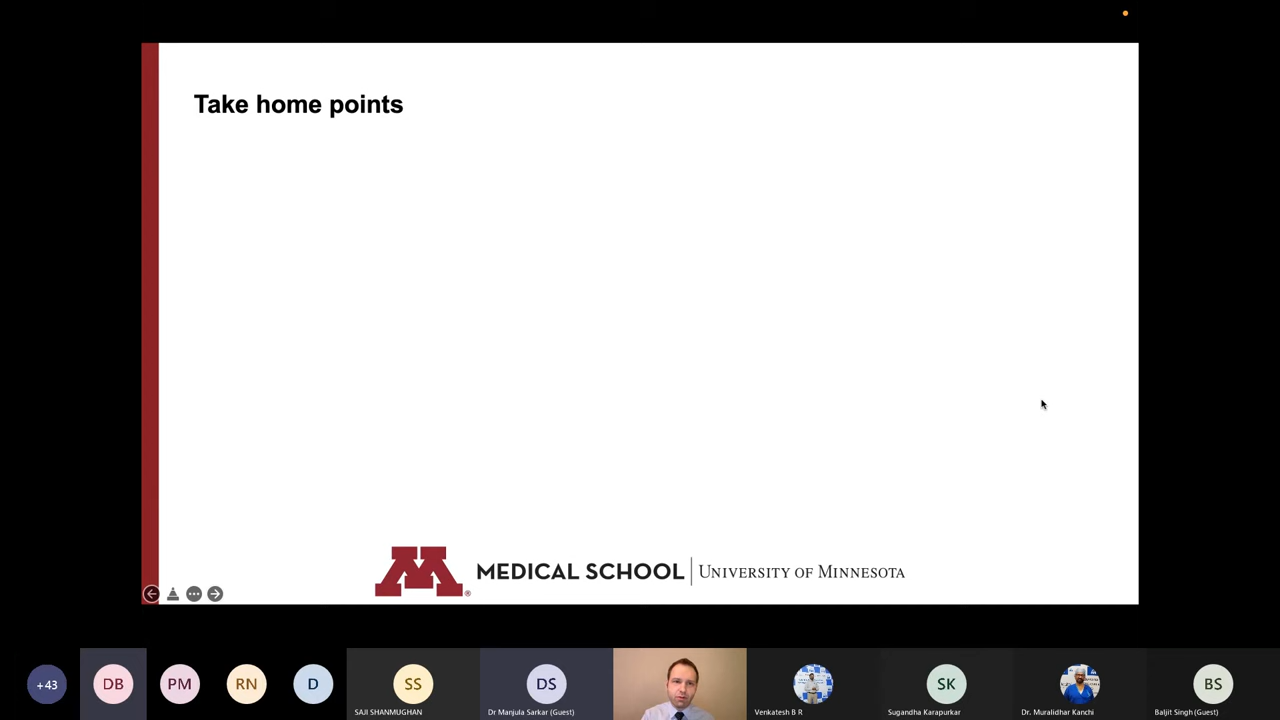 Take home points
M ® MEDICAL SCHOOL UNIVERSITY OF MINNESOTA
+43 DB PM RN D SS DS SK BS
SAJI SHANMUGHAN Dr Manjula Sarkar (Guest) Venkatesh B R Sugandha Karapurkar Dr. Muralidhar Kanchi Baljit Singh (Guest)